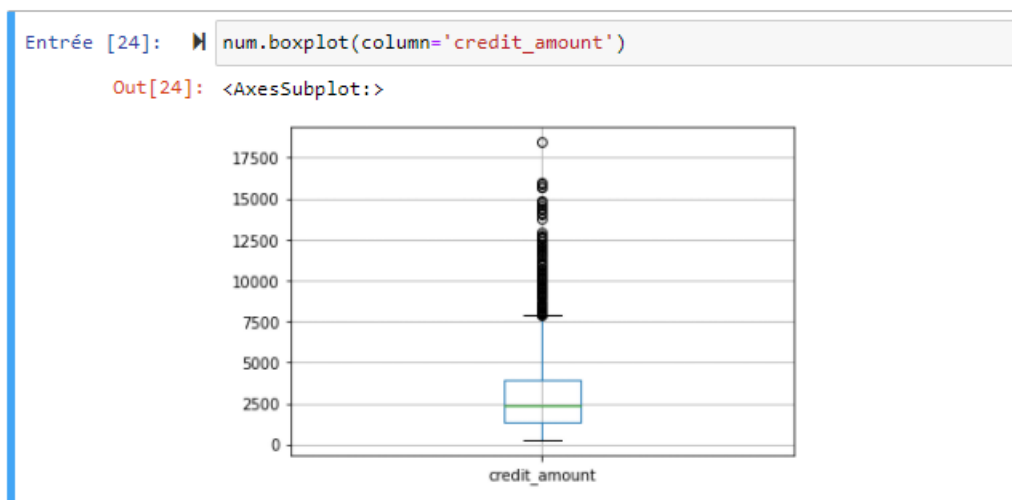 Entrée [24]: num.boxplot(column='credit_amount')
Out[24]: <AxesSubplot:>
17500
15000
12500
10000
7500
5000
2500
0
credit_amount